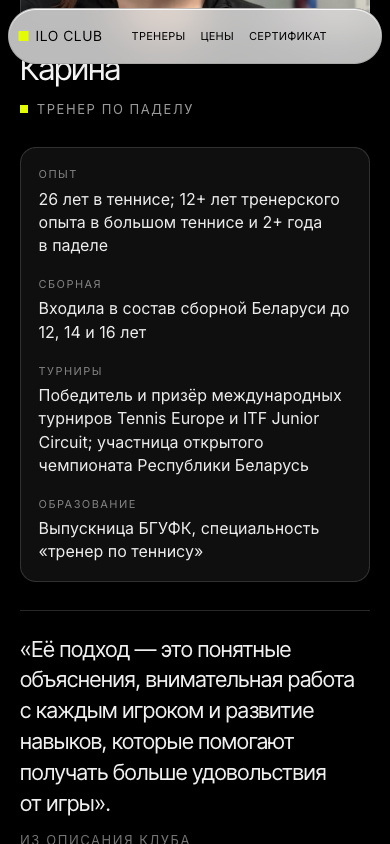 ILO CLUB
ТРЕНЕРЫ
ЦЕНЫ
СЕРТИФИКАТ
Карина
ТРЕНЕР ПО ПАДЕЛУ
ОПЫТ
26 лет в теннисе; 12+ лет тренерского
опыта в большом теннисе и 2+ года
в паделе
СБОРНАЯ
Входила в состав сборной Беларуси до
12, 14 и 16 лет
ТУРНИРЫ
Победитель и призёр международных
турниров Tennis Europe и ITF Junior
Circuit; участница открытого
чемпионата Республики Беларусь
ОБРАЗОВАНИЕ
Выпускница БГУФК, специальность
«тренер по теннису»
«Её подход — это понятные
объяснения, внимательная работа
с каждым игроком и развитие
навыков, которые помогают
получать больше удовольствия
от игры».
ИЗ ОПИСАНИЯ КЛУБА